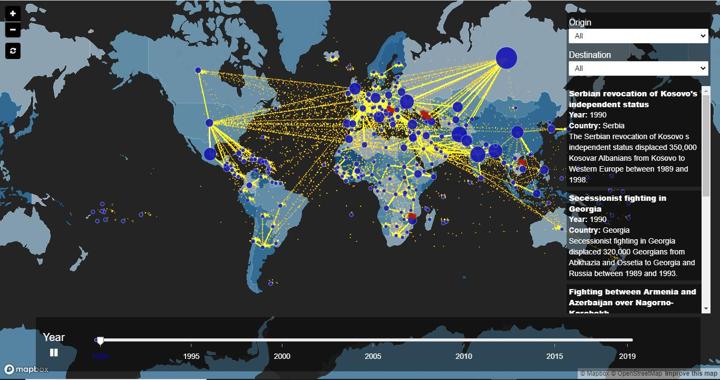 +
−
Origin
All
Destination
All
Serbian revocation of Kosovo's
independent status
Year: 1990
Country: Serbia
The Serbian revocation of Kosovo s
independent status displaced 350,000
Kosovar Albanians from Kosovo to
Western Europe between 1989 and
1998.
Secessionist fighting in
Georgia
Year: 1990
Country: Georgia
Secessionist fighting in Georgia
displaced 320,000 Georgians from
Abkhazia and Ossetia to Georgia and
Russia between 1989 and 1993.
Fighting between Armenia and
Azerbaijan over Nagorno-
Year
1995
2000
2005
2010
2015
2019
mapbox
© Mapbox © OpenStreetMap Improve this map